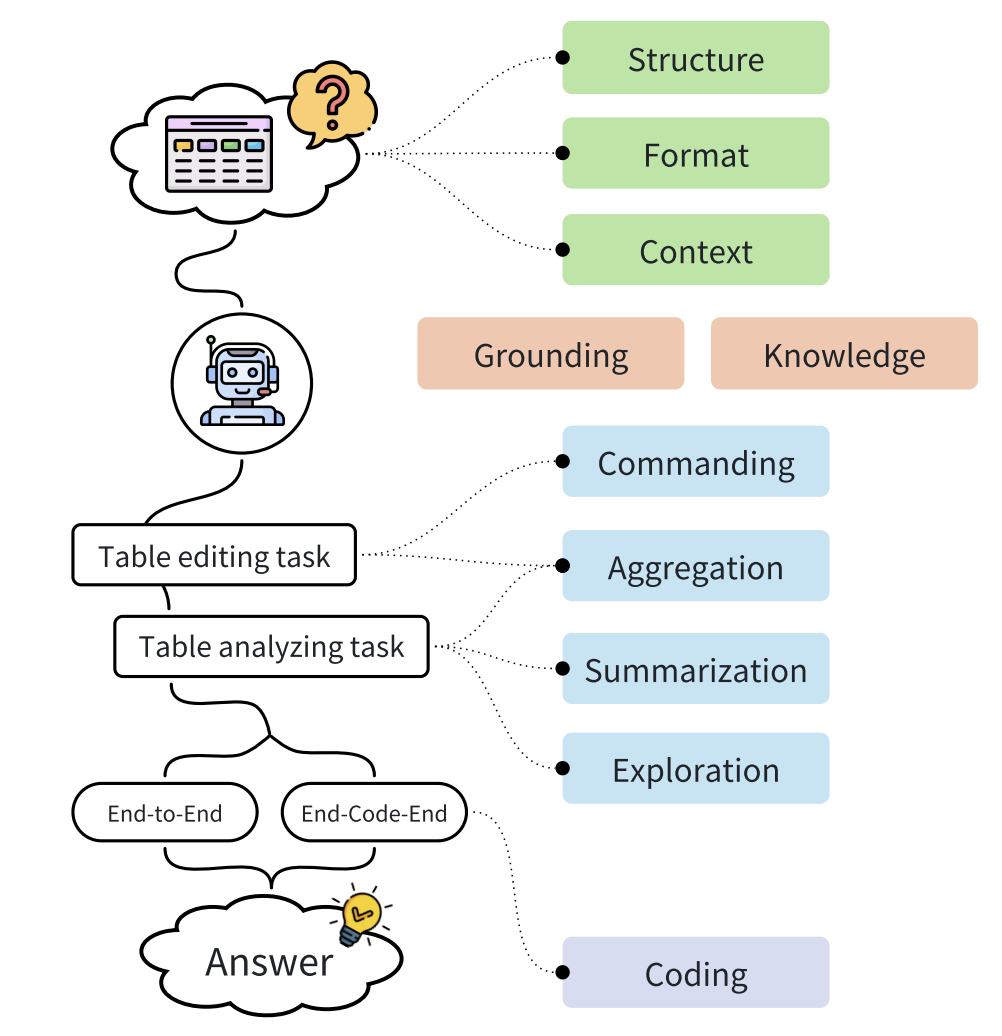 Structure
Format
Context
Grounding
Knowledge
Commanding
Table editing task
Aggregation
Table analyzing task
Summarization
Exploration
End-to-End
End-Code-End
Answer
Coding